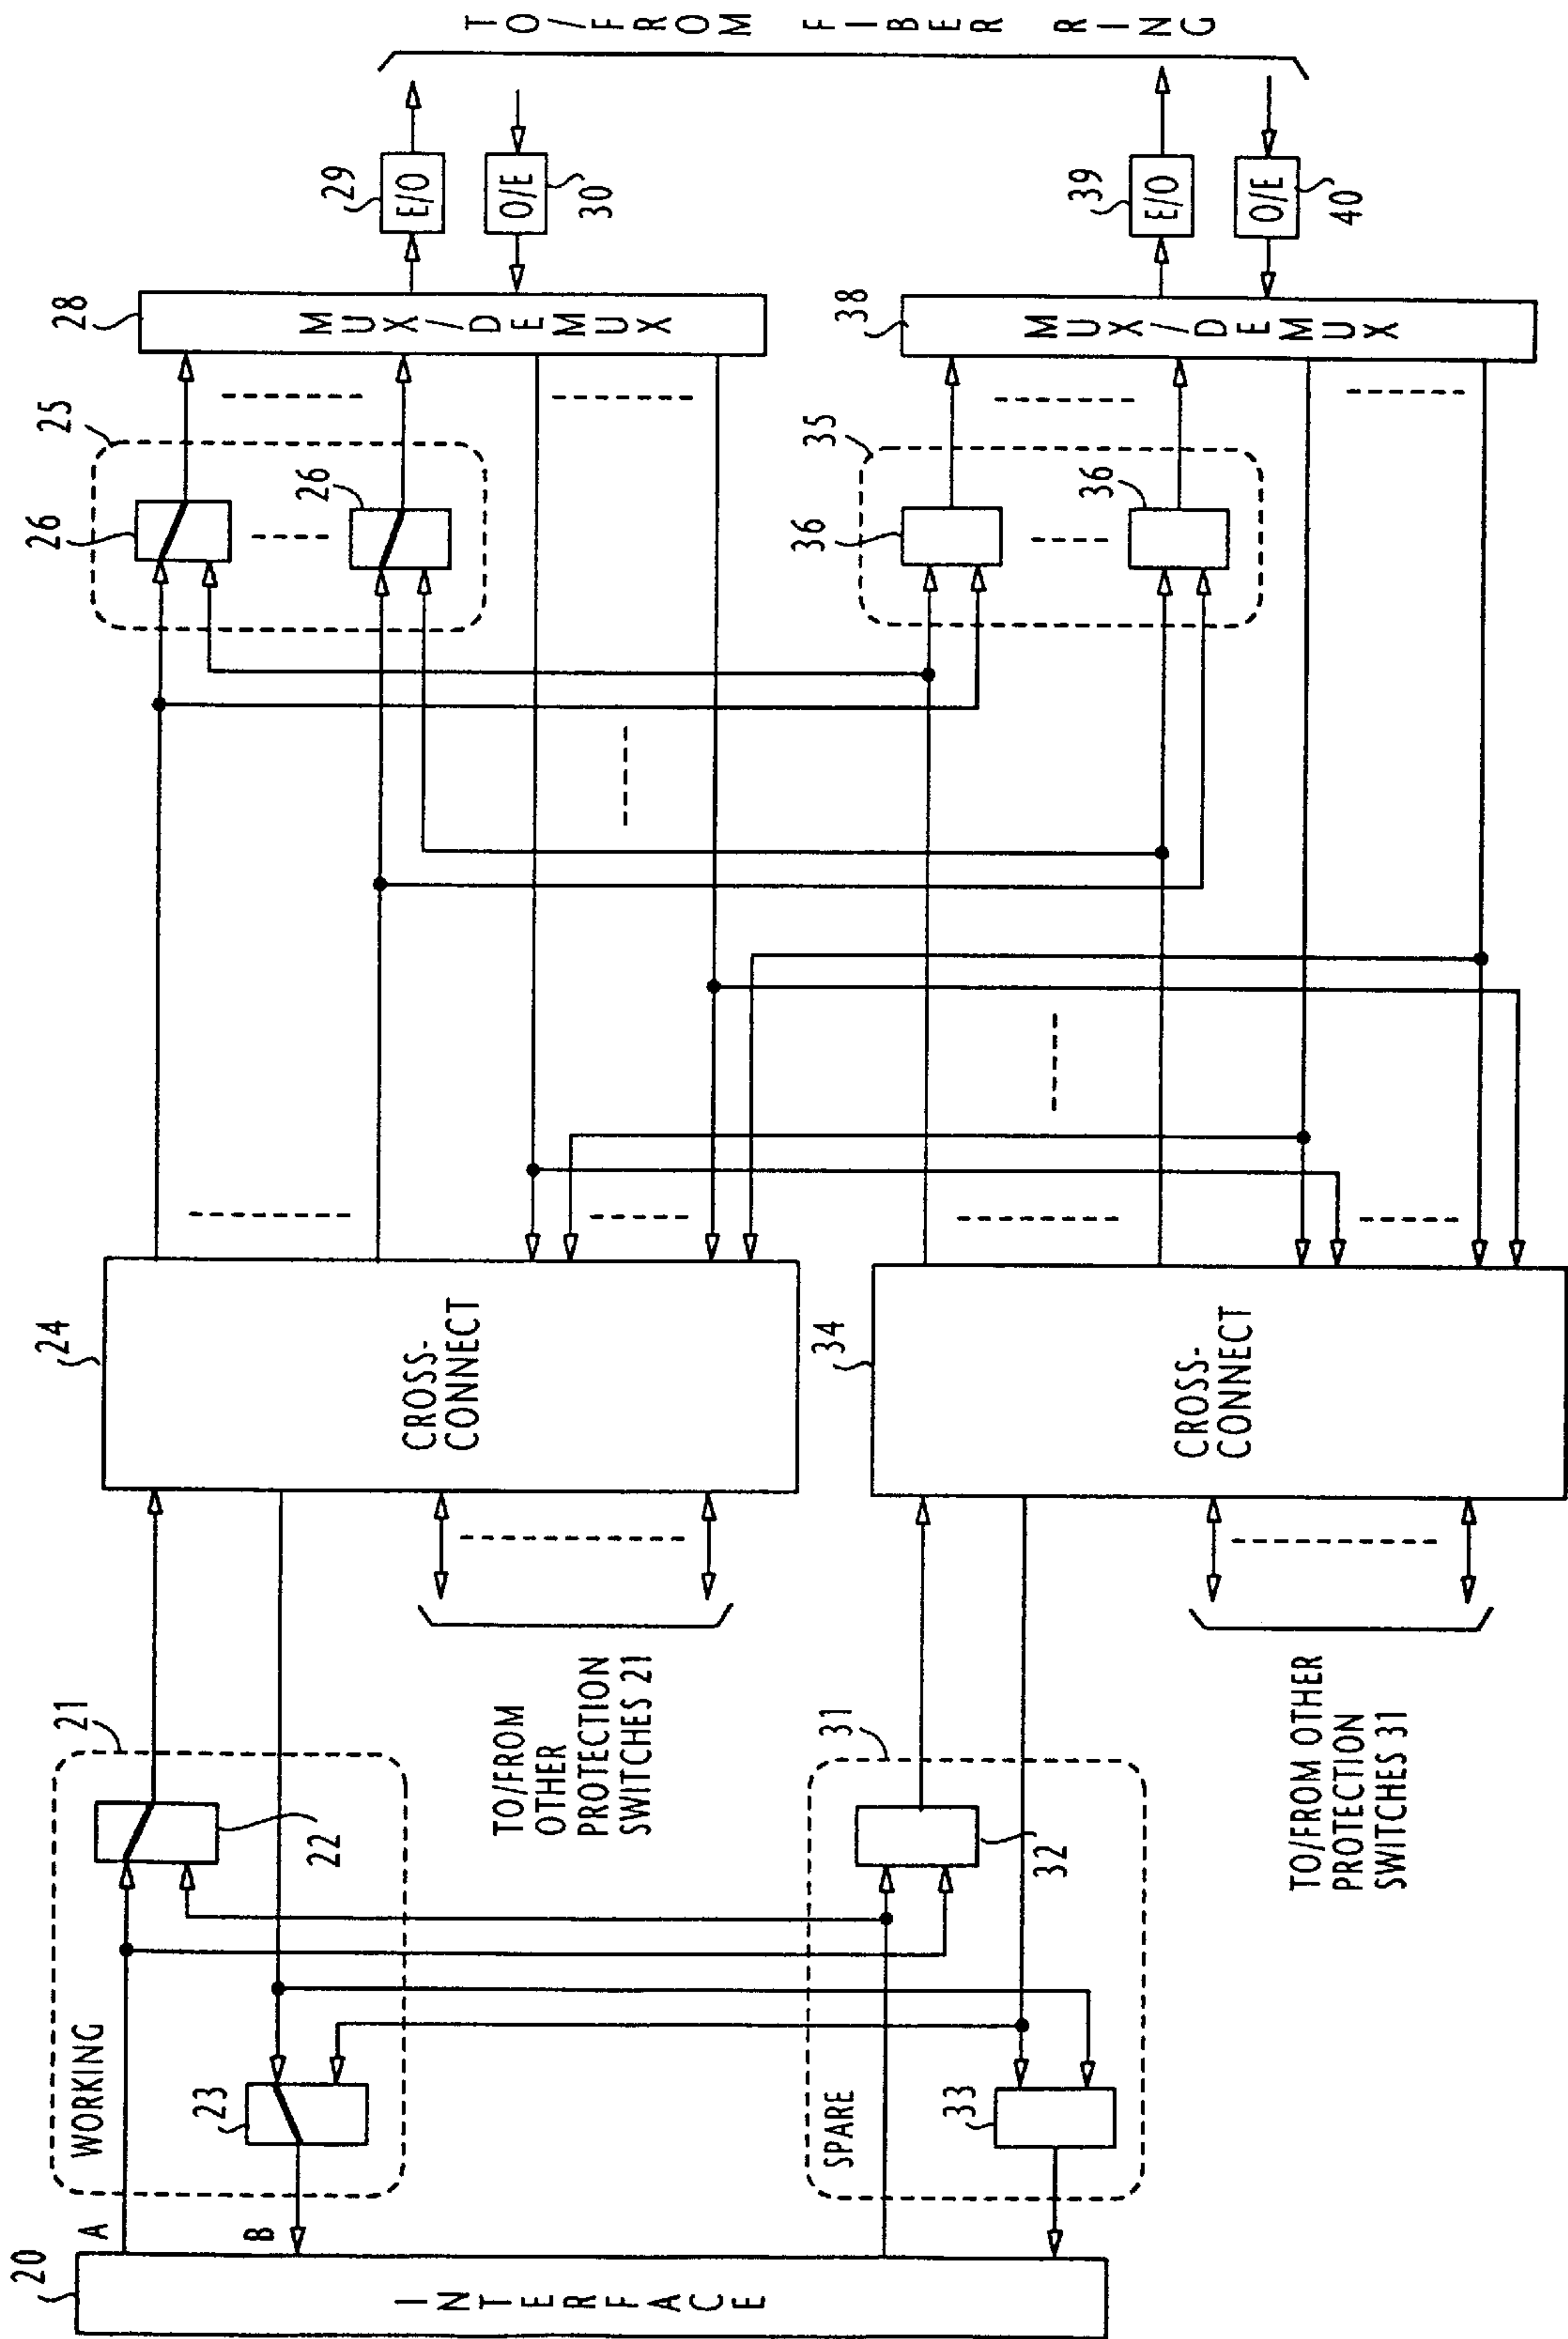 20
INTERFACE
A
B
WORKING
21
22
23
SPARE
31
32
33
TO/FROM
OTHER
PROTECTION
SWITCHES 21
TO/FROM OTHER
PROTECTION
SWITCHES 31
24
CROSS-
CONNECT
34
CROSS-
CONNECT
25
26
26
35
36
36
28
MUX/DEMUX
38
MUX/DEMUX
29
E/O
O/E
30
39
E/O
O/E
40
TO/FROM FIBER RING